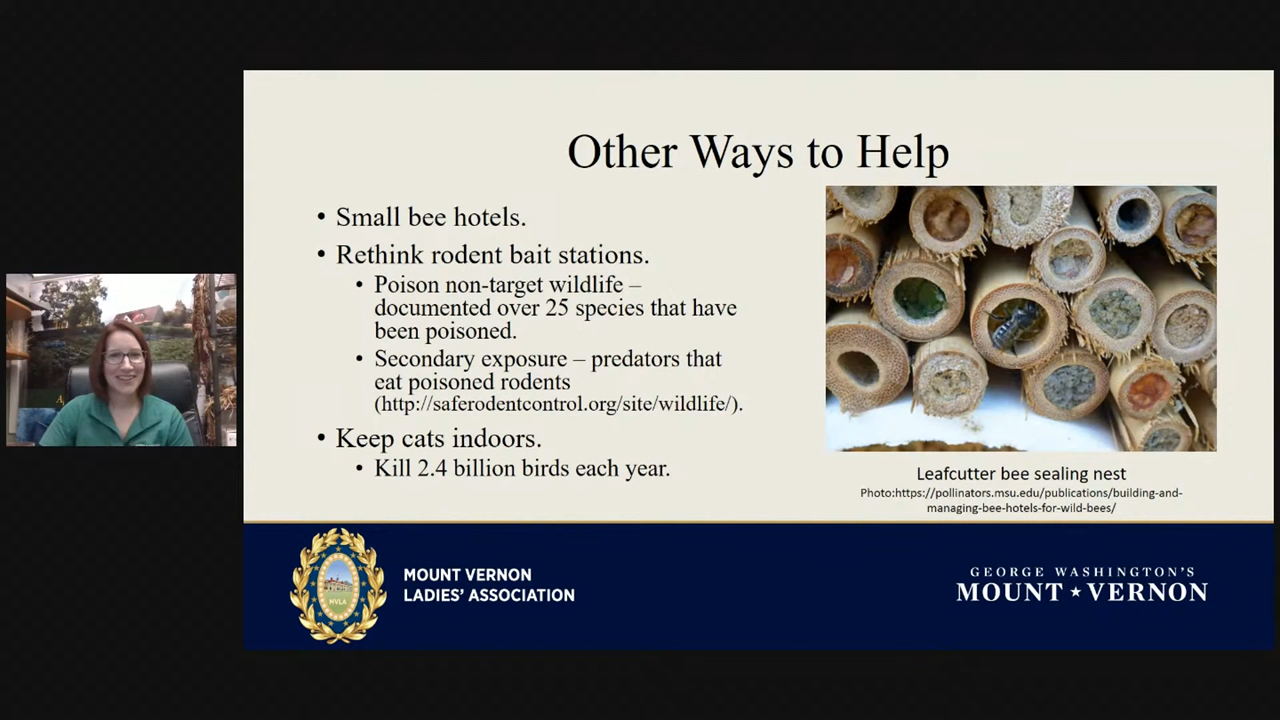 Other Ways to Help
• Small bee hotels.
• Rethink rodent bait stations.
• Poison non-target wildlife –
documented over 25 species that have
been poisoned.
• Secondary exposure – predators that
eat poisoned rodents
(http://saferodentcontrol.org/site/wildlife/).
• Keep cats indoors.
• Kill 2.4 billion birds each year.
Leafcutter bee sealing nest
Photo:https://pollinators.msu.edu/publications/building-and-
managing-bee-hotels-for-wild-bees/
MVLA
MOUNT VERNON
LADIES’ ASSOCIATION
GEORGE WASHINGTON’S
MOUNT★VERNON